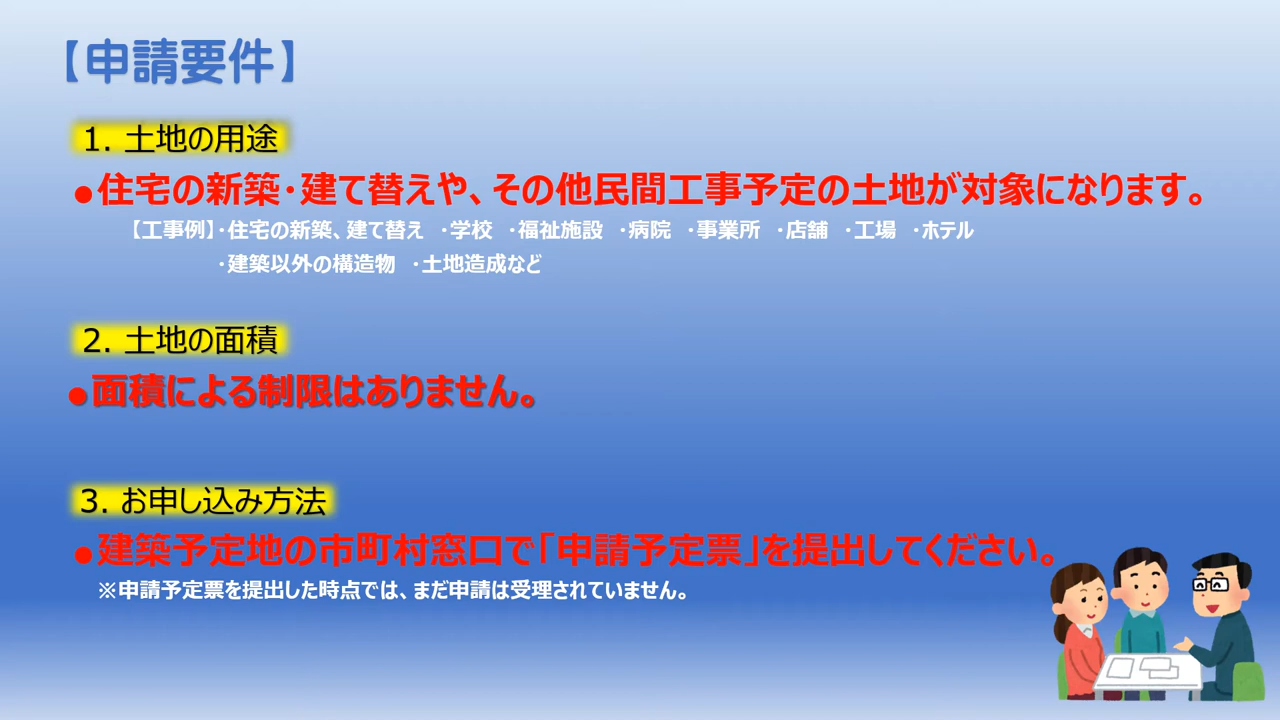 【申請要件】
1. 土地の用途
●住宅の新築・建て替えや、その他民間工事予定の土地が対象になります。
【工事例】・住宅の新築、建て替え ・学校 ・福祉施設 ・病院 ・事業所 ・店舗 ・工場 ・ホテル
・建築以外の構造物 ・土地造成など
2. 土地の面積
●面積による制限はありません。
3. お申し込み方法
●建築予定地の市町村窓口で「申請予定票」を提出してください。
※申請予定票を提出した時点では、まだ申請は受理されていません。